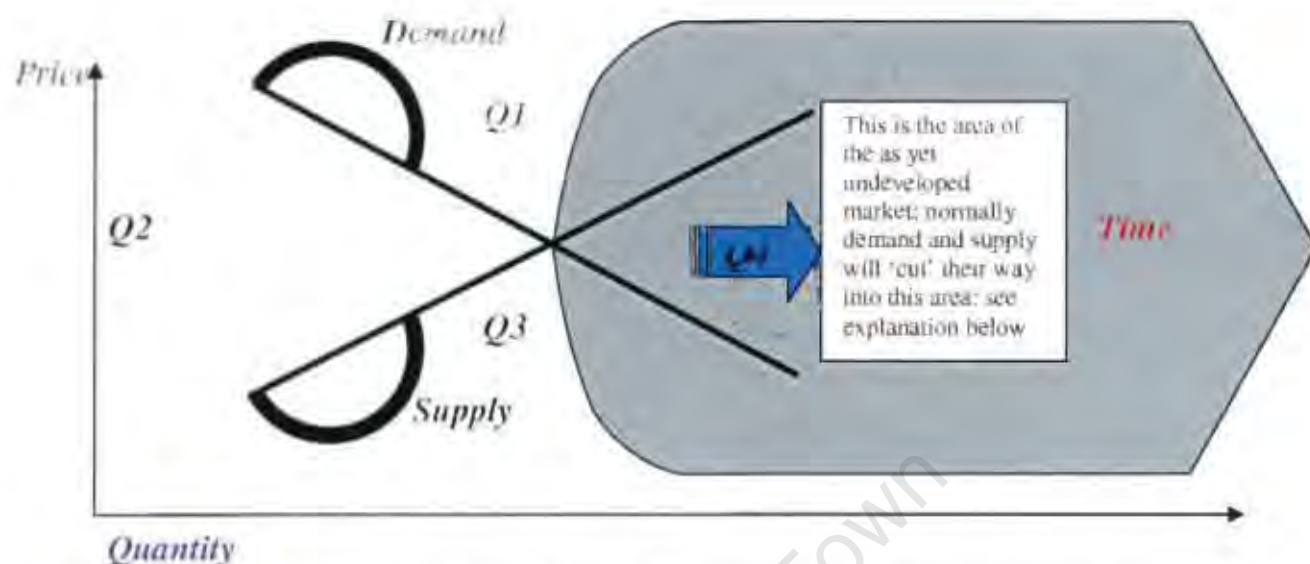 Demand
Price
Q1
This is the area of
the as yet
undeveloped
market; normally
demand and supply
will 'cut' their way
into this area: see
explanation below
Time
Q2
Q3
Supply
Town
Quantity